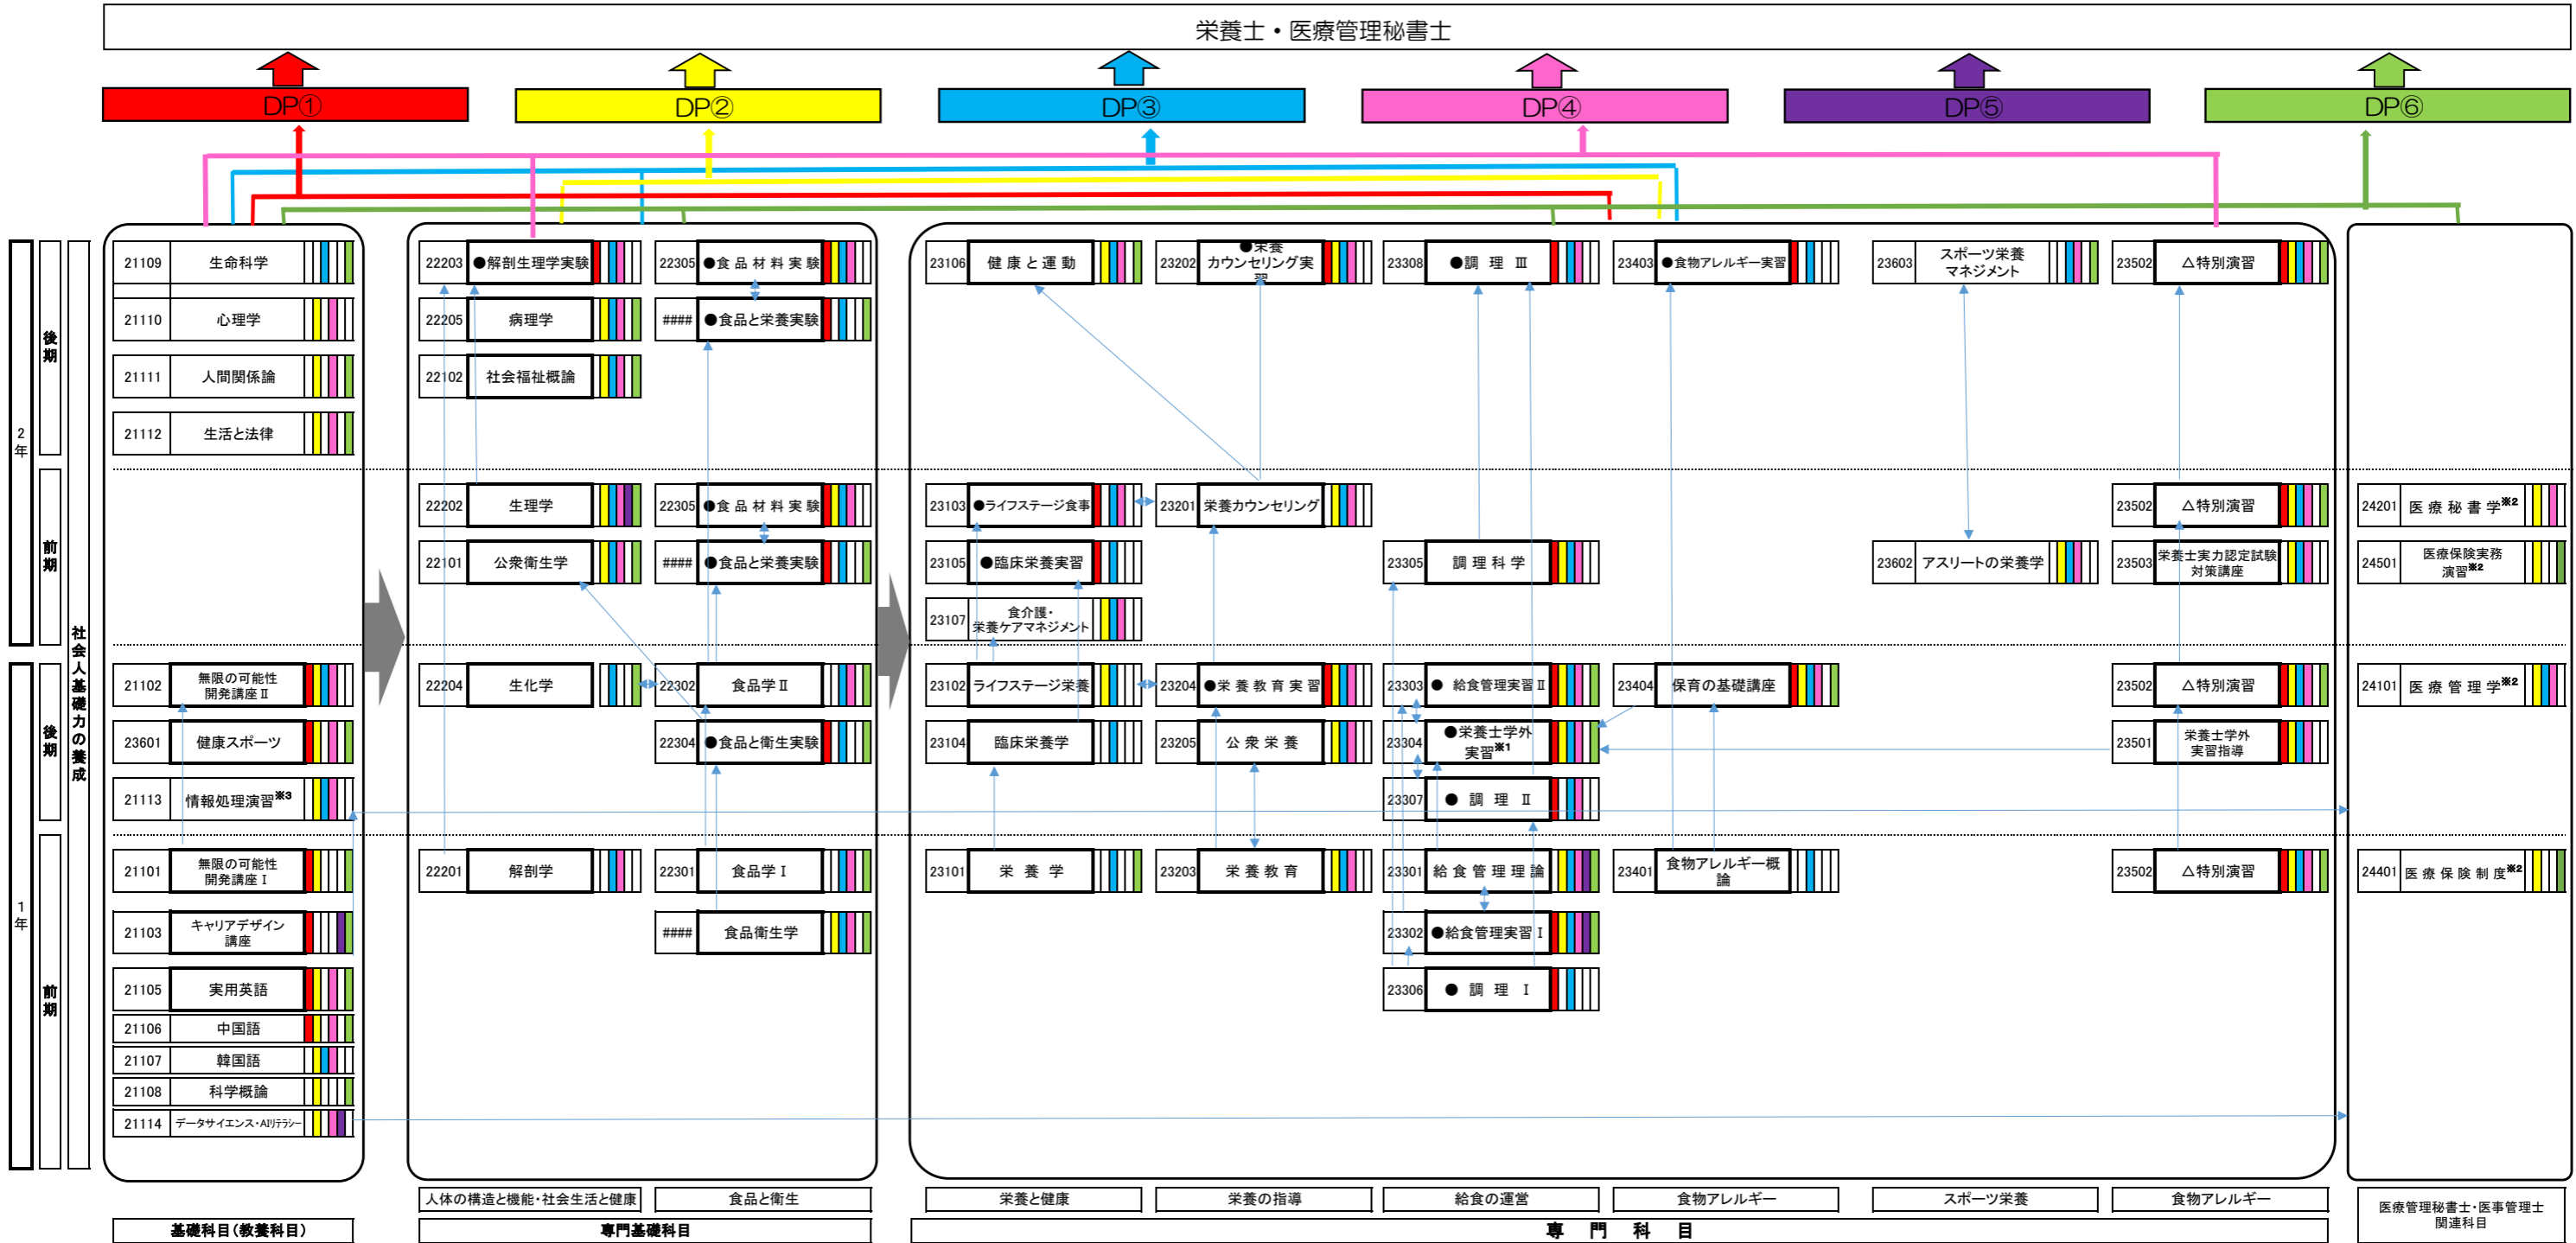 栄養士・医療管理秘書士
DP①
DP②
DP③
DP④
DP⑤
DP⑥
2年
後期
前期
1年
後期
前期
社会人基礎力の養成
21109 生命科学
21110 心理学
21111 人間関係論
21112 生活と法律
21102 無限の可能性
開発講座Ⅱ
23601 健康スポーツ
21113 情報処理演習※3
21101 無限の可能性
開発講座Ⅰ
21103 キャリアデザイン
講座
21105 実用英語
21106 中国語
21107 韓国語
21108 科学概論
21114 データサイエンス・AIリテラシー
基礎科目(教養科目)
22203 ●解剖生理学実験
22205 病理学
22102 社会福祉概論
22202 生理学
22101 公衆衛生学
22204 生化学
22201 解剖学
人体の構造と機能・社会生活と健康
22305 ●食品材料実験
#### ●食品と栄養実験
22305 ●食品材料実験
#### ●食品と栄養実験
22302 食品学Ⅱ
22304 ●食品と衛生実験
22301 食品学Ⅰ
#### 食品衛生学
食品と衛生
専門基礎科目
23106 健康と運動
23103 ●ライフステージ食事
23105 ●臨床栄養実習
23107 食介護・
栄養ケアマネジメント
23102 ライフステージ栄養
23104 臨床栄養学
23101 栄養学
栄養と健康
23202 ●栄養
カウンセリング実
習
23201 栄養カウンセリング
23204 ●栄養教育実習
23205 公衆栄養
23203 栄養教育
栄養の指導
23308 ●調理Ⅲ
23305 調理科学
23303 ● 給食管理実習Ⅱ
23304 ●栄養士学外
実習※1
23307 ● 調理Ⅱ
23301 給食管理理論
23302 ●給食管理実習Ⅰ
23306 ● 調理Ⅰ
給食の運営
23403 ●食物アレルギー実習
23404 保育の基礎講座
23401 食物アレルギー概
論
食物アレルギー
23603 スポーツ栄養
マネジメント
23602 アスリートの栄養学
スポーツ栄養
23502 △特別演習
23502 △特別演習
23503 栄養士実力認定試験
対策講座
23502 △特別演習
23501 栄養士学外
実習指導
23502 △特別演習
食物アレルギー
専門科目
24201 医療秘書学※2
24501 医療保険実務
演習※2
24101 医療管理学※2
24401 医療保険制度※2
医療管理秘書士・医事管理士
関連科目